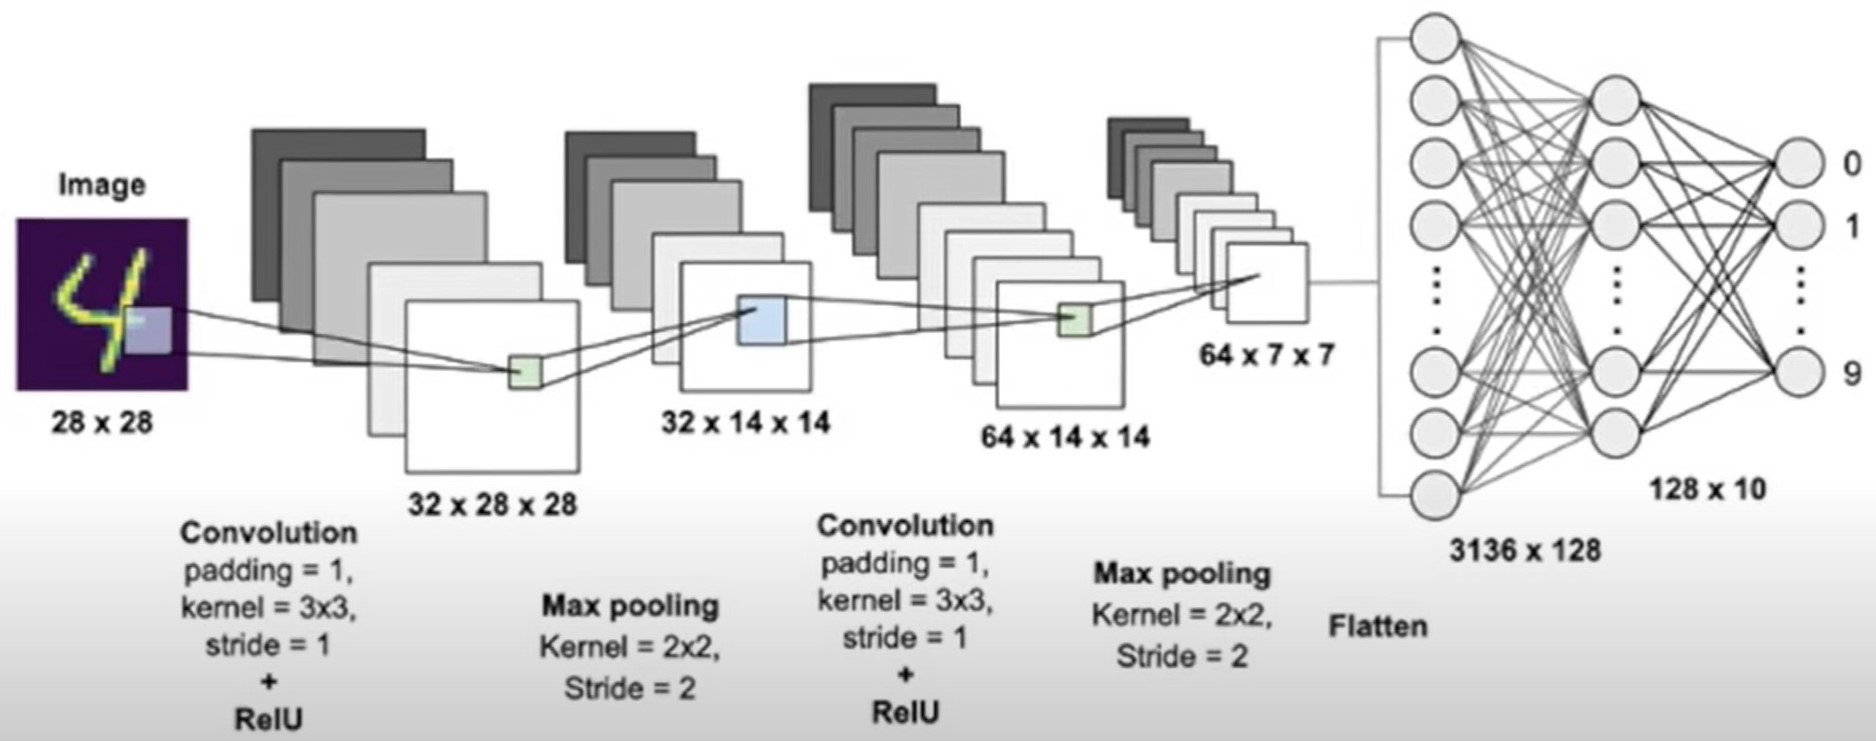 Image
28 x 28
Convolution
padding = 1,
kernel = 3x3,
stride = 1
+
RelU
32 x 28 x 28
Max pooling
Kernel = 2x2,
Stride = 2
32 x 14 x 14
Convolution
padding = 1,
kernel = 3x3,
stride = 1
+
RelU
64 x 14 x 14
Max pooling
Kernel = 2x2,
Stride = 2
64 x 7 x 7
Flatten
3136 x 128
128 x 10
0
1
9